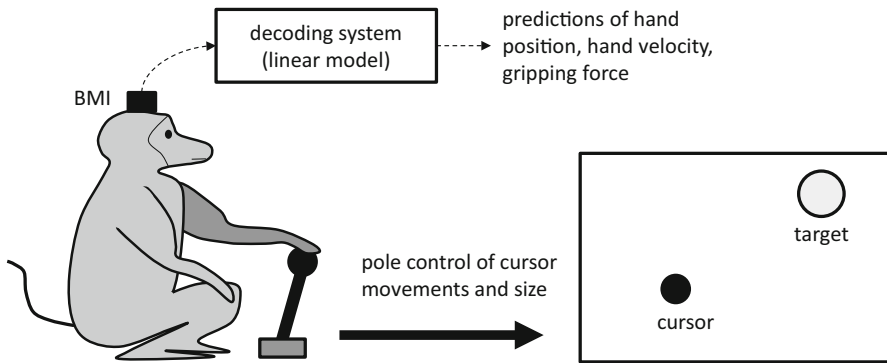 decoding system
(linear model)
predictions of hand
position, hand velocity,
gripping force
BMI
target
pole control of cursor
movements and size
cursor